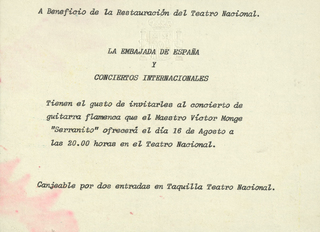 A Beneficio de la Restauración del Teatro Nacional.
LA EMBAJADA DE ESPAÑA
Y
CONCIERTOS INTERNACIONALES
Tienen el gusto de invitarles al concierto de
guitarra flamenca que el Maestro Víctor Monge
"Serranito" ofrecerá el día 16 de Agosto a
las 20.00 horas en el Teatro Nacional.
Canjeable por dos entradas en Taquilla Teatro Nacional.